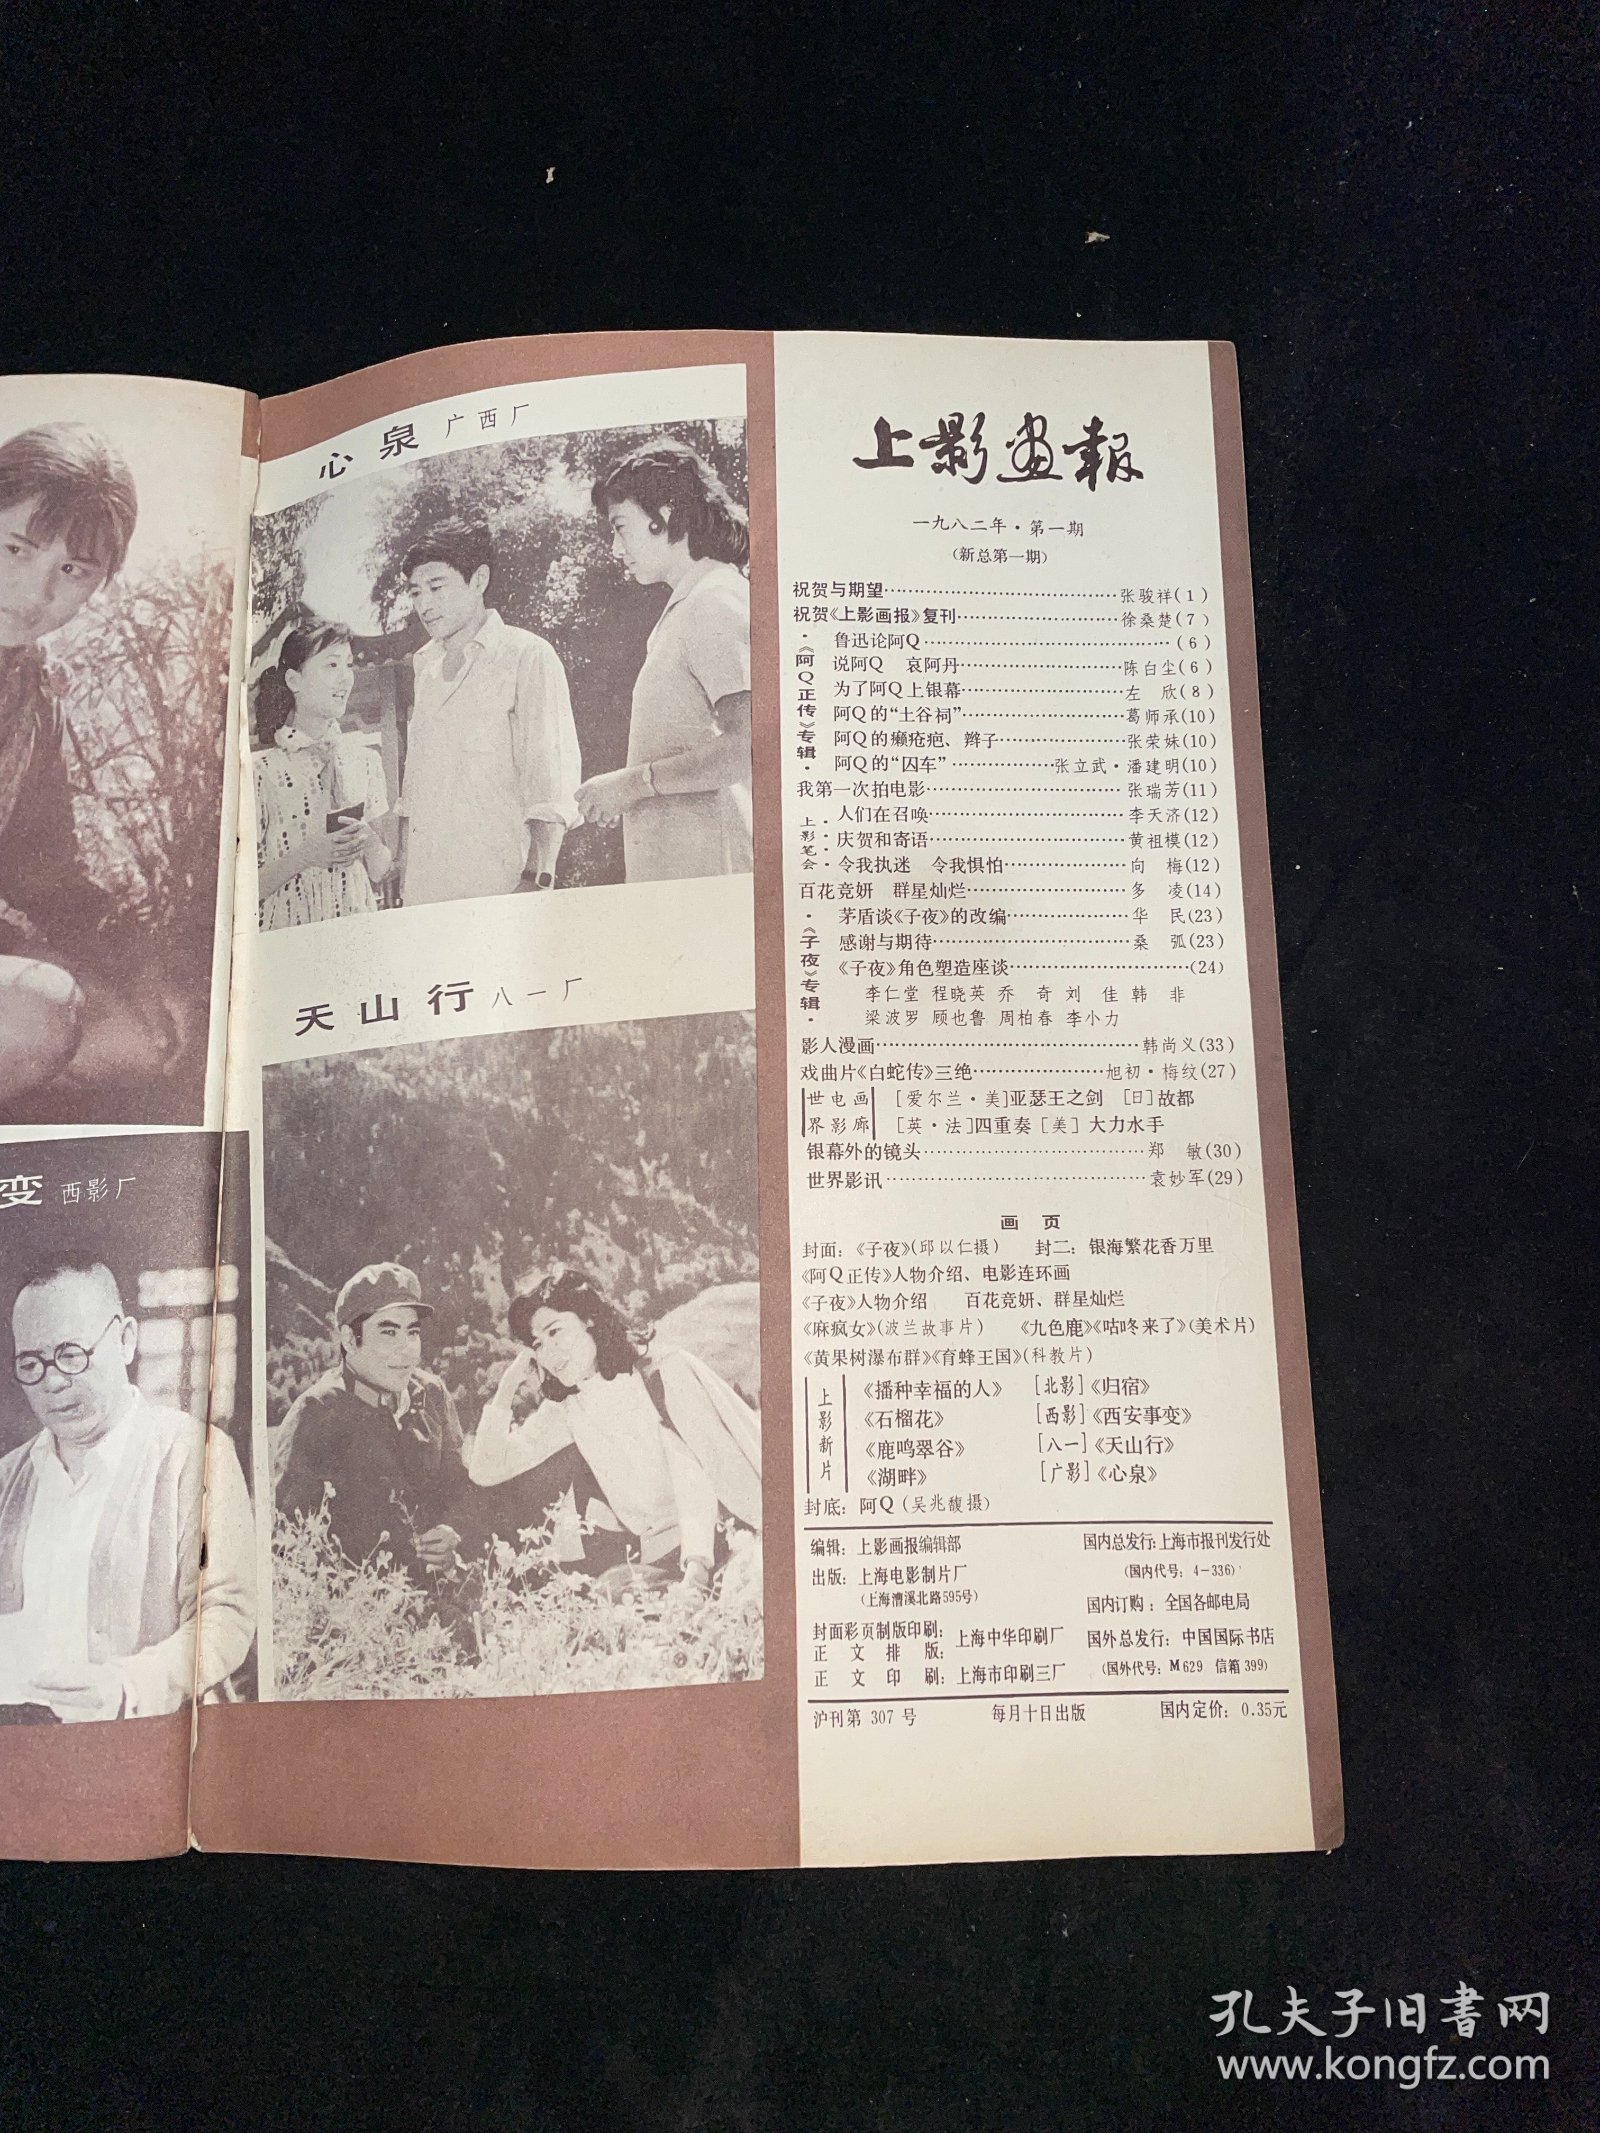 变 西影厂
心泉 广西厂
天山行 八一厂
上影画报
一九八二年·第一期
(新总第一期)
祝贺与期望……张骏祥(1)
祝贺《上影画报》复刊……徐桑楚(7)
·《阿Q正传》专辑·
鲁迅论阿Q……(6)
说阿Q 哀阿丹……陈白尘(6)
为了阿Q上银幕……左 欣(8)
阿Q的“土谷祠”……葛师承(10)
阿Q的癞疮疤、辫子……张荣妹(10)
阿Q的“囚车”……张立武·潘建明(10)
我第一次拍电影……张瑞芳(11)
·上影笔会·
人们在召唤……李天济(12)
庆贺和寄语……黄祖模(12)
令我执迷 令我惧怕……向 梅(12)
百花竞妍 群星灿烂……多 凌(14)
·《子夜》专辑·
茅盾谈《子夜》的改编……华 民(23)
感谢与期待……桑 弧(23)
《子夜》角色塑造座谈……(24)
李仁堂 程晓英 乔 奇 刘 佳 韩 非
梁波罗 顾也鲁 周柏春 李小力
影人漫画……韩尚义(33)
戏曲片《白蛇传》三绝……旭初·梅纹(27)
世界电影画廊
[爱尔兰·美]亚瑟王之剑 [日]故都
[英·法]四重奏 [美]大力水手
银幕外的镜头……郑 敏(30)
世界影讯……袁妙军(29)
画 页
封面:《子夜》(邱以仁摄) 封二:银海繁花香万里
《阿Q正传》人物介绍、电影连环画
《子夜》人物介绍 百花竞妍、群星灿烂
《麻疯女》(波兰故事片) 《九色鹿》《咕咚来了》(美术片)
《黄果树瀑布群》《育蜂王国》(科教片)
上影新片
《播种幸福的人》 [北影]《归宿》
《石榴花》 [西影]《西安事变》
《鹿鸣翠谷》 [八一]《天山行》
《湖畔》 [广影]《心泉》
封底:阿Q(吴兆馥摄)
编辑:上影画报编辑部
出版:上海电影制片厂
(上海漕溪北路595号)
封面彩页制版印刷:
正文排版:
上海中华印刷厂
正文印刷:上海市印刷三厂
国内总发行:上海市报刊发行处
(国内代号:4-336)
国内订购:全国各邮电局
国外总发行:中国国际书店
(国外代号:M629 信箱399)
沪刊第 307 号 每月十日出版 国内定价:0.35元
孔夫子旧书网
www.kongfz.com